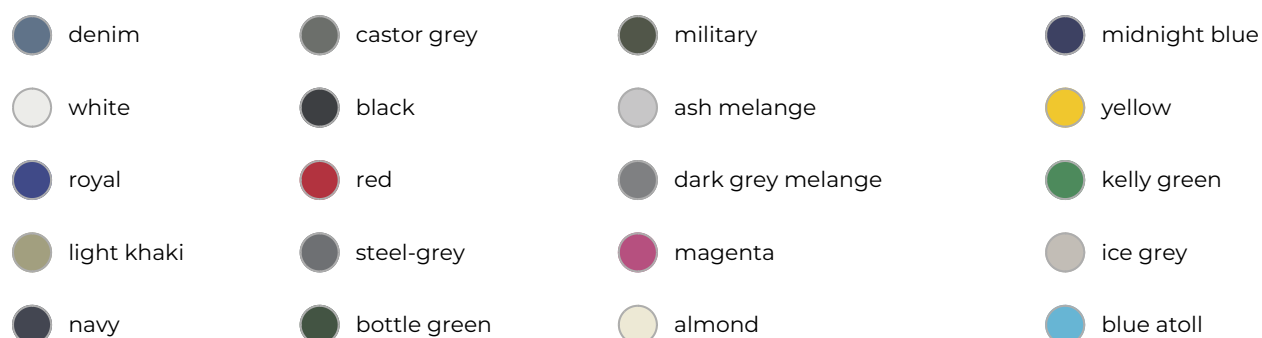 denim castor grey military midnight blue
white black ash melange yellow
royal red dark grey melange kelly green
light khaki steel-grey magenta ice grey
navy bottle green almond blue atoll